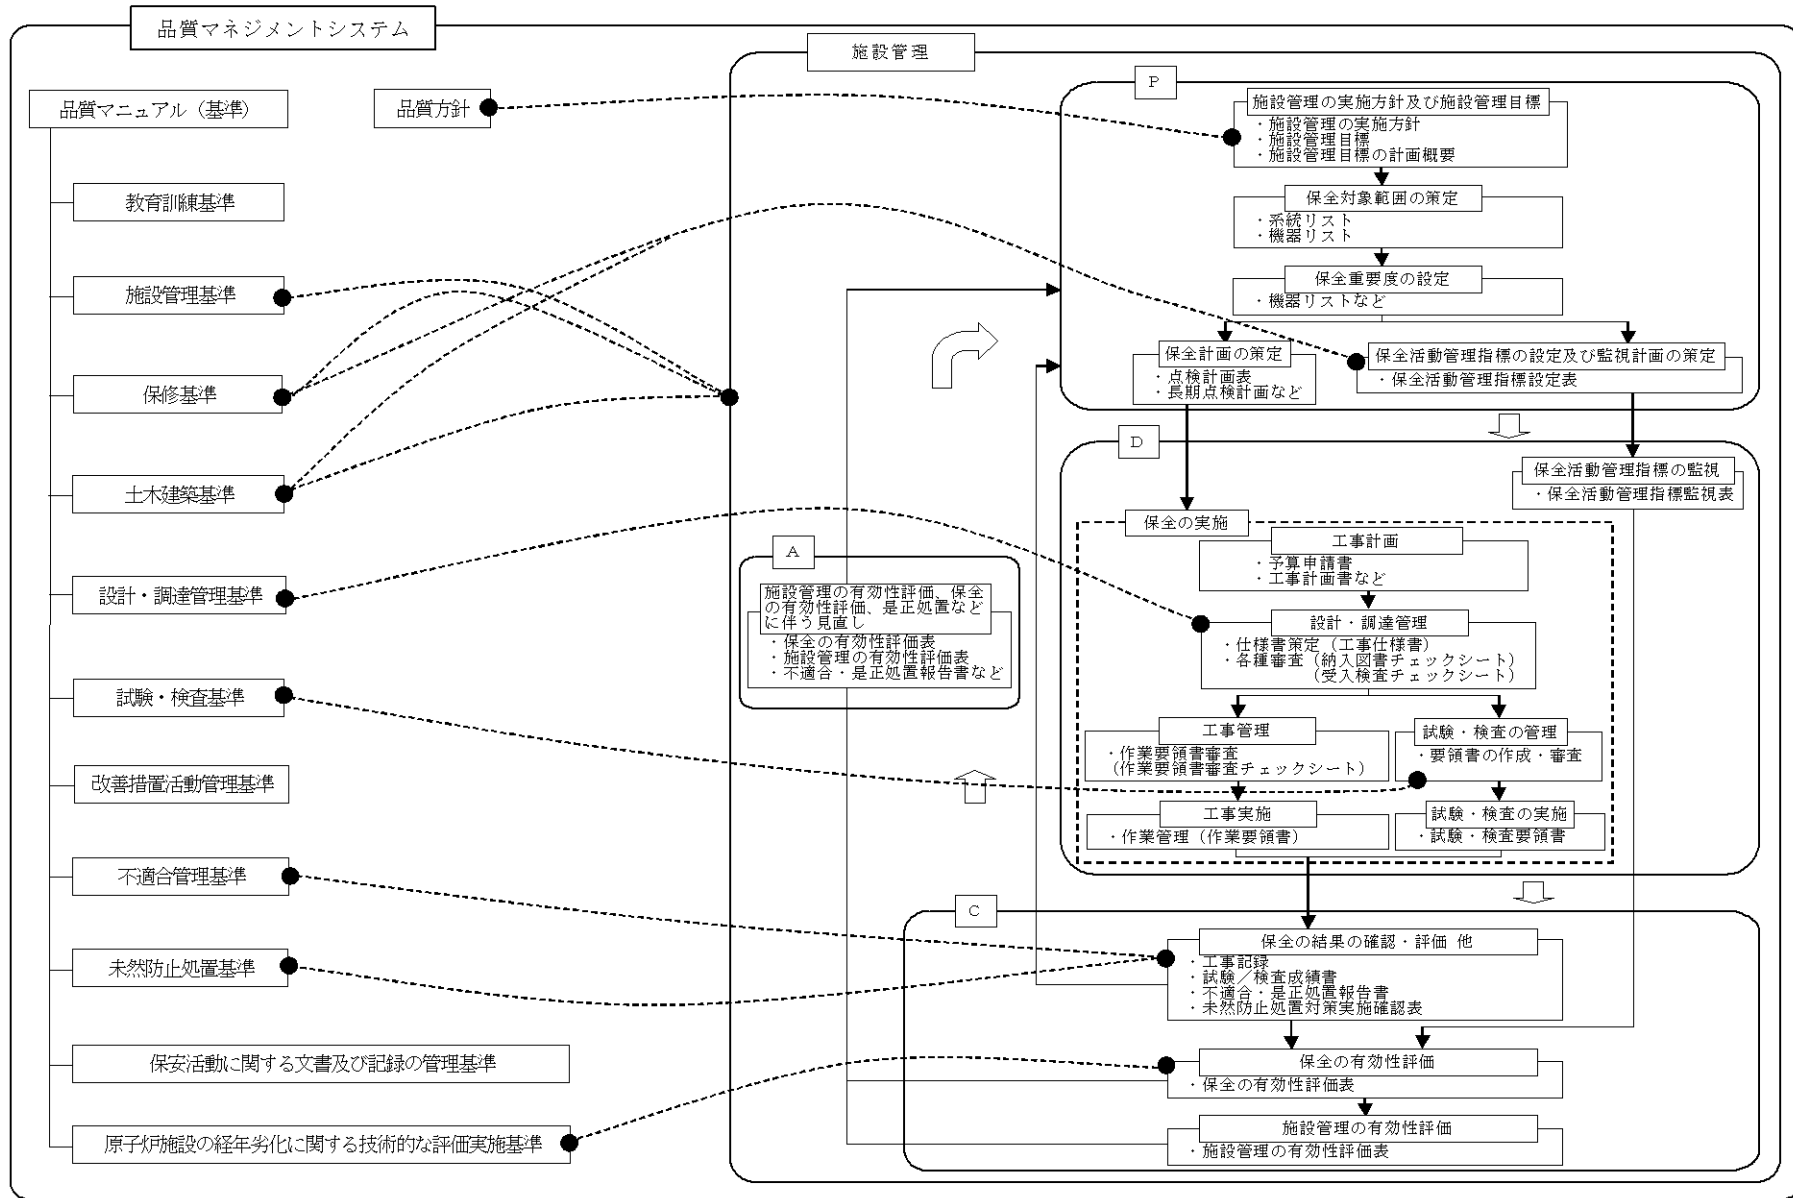 品質マネジメントシステム
品質マニュアル（基準）
品質方針
教育訓練基準
施設管理基準
保修基準
土木建築基準
設計・調達管理基準
試験・検査基準
改善措置活動管理基準
不適合管理基準
未然防止処置基準
保安活動に関する文書及び記録の管理基準
原子炉施設の経年劣化に関する技術的な評価実施基準
施設管理
P
施設管理の実施方針及び施設管理目標
・施設管理の実施方針
・施設管理目標
・施設管理目標の計画概要
保全対象範囲の策定
・系統リスト
・機器リスト
保全重要度の設定
・機器リストなど
保全計画の策定
・点検計画表
・長期点検計画など
保全活動管理指標の設定及び監視計画の策定
・保全活動管理指標設定表
D
保全活動管理指標の監視
・保全活動管理指標監視表
保全の実施
工事計画
・予算申請書
・工事計画書など
設計・調達管理
・仕様書策定（工事仕様書）
・各種審査（納入図書チェックシート）
（受入検査チェックシート）
工事管理
・作業要領書審査
（作業要領書審査チェックシート）
試験・検査の管理
・要領書の作成・審査
工事実施
・作業管理（作業要領書）
試験・検査の実施
・試験・検査要領書
A
施設管理の有効性評価、保全
の有効性評価、是正処置など
に伴う見直し
・保全の有効性評価表
・施設管理の有効性評価表
・不適合・是正処置報告書など
C
保全の結果の確認・評価 他
・工事記録
・試験／検査成績書
・不適合・是正処置報告書
・未然防止処置対策実施確認表
保全の有効性評価
・保全の有効性評価表
施設管理の有効性評価
・施設管理の有効性評価表